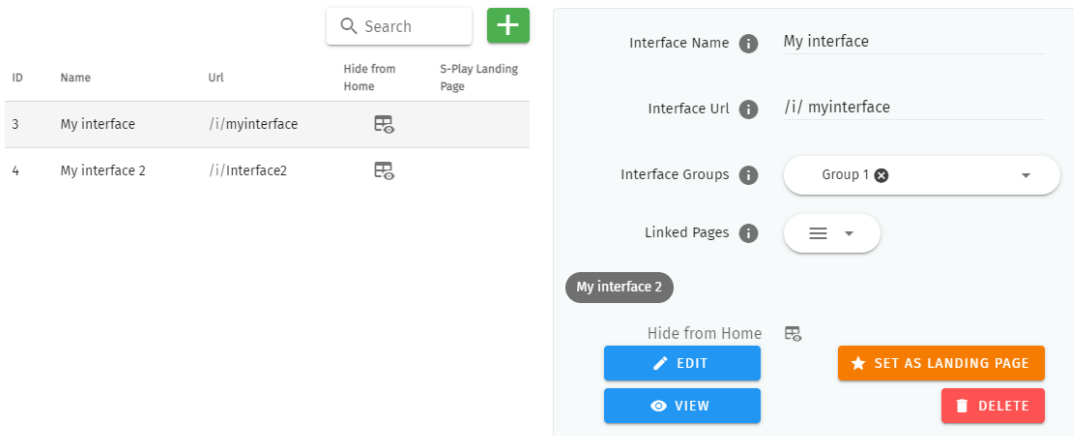 Search
ID Name Url Hide from Home S-Play Landing Page
3 My interface /i/myinterface
4 My interface 2 /i/Interface2
Interface Name My interface
Interface Url /i/ myinterface
Interface Groups Group 1
Linked Pages
My interface 2
Hide from Home
EDIT SET AS LANDING PAGE
VIEW DELETE